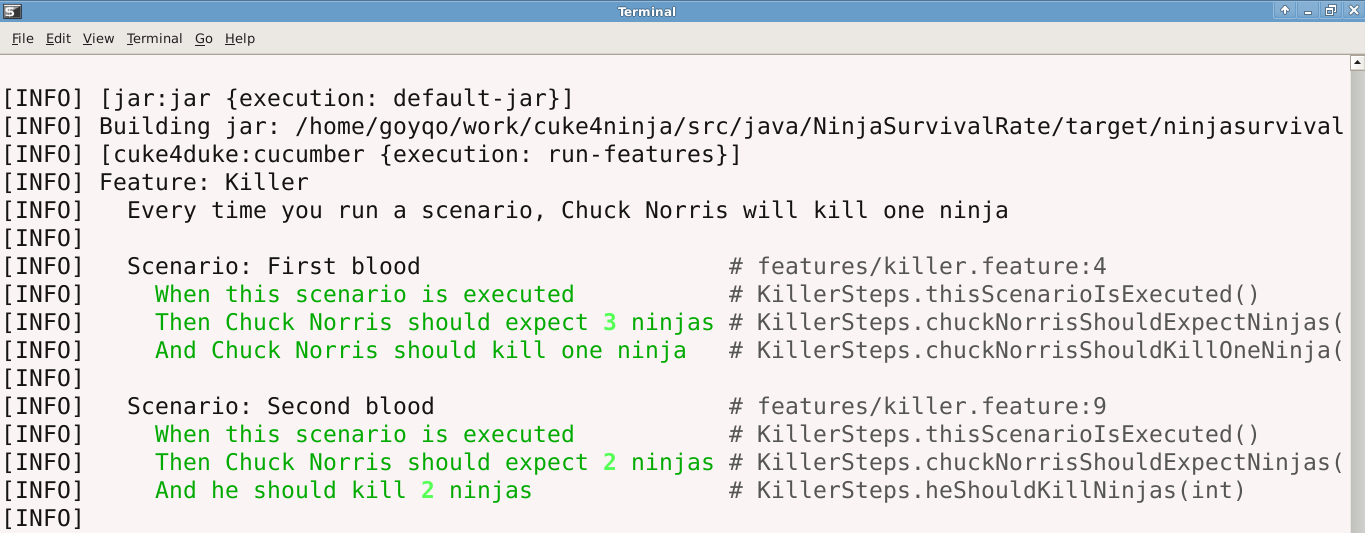 Terminal
File Edit View Terminal Go Help
[INFO] [jar:jar {execution: default-jar}]
[INFO] Building jar: /home/goyqo/work/cuke4ninja/src/java/NinjaSurvivalRate/target/ninjasurvival
[INFO] [cuke4duke:cucumber {execution: run-features}]
[INFO] Feature: Killer
[INFO]   Every time you run a scenario, Chuck Norris will kill one ninja
[INFO]
[INFO]   Scenario: First blood                      # features/killer.feature:4
[INFO]     When this scenario is executed           # KillerSteps.thisScenarioIsExecuted()
[INFO]     Then Chuck Norris should expect 3 ninjas # KillerSteps.chuckNorrisShouldExpectNinjas(
[INFO]     And Chuck Norris should kill one ninja   # KillerSteps.chuckNorrisShouldKillOneNinja(
[INFO]
[INFO]   Scenario: Second blood                     # features/killer.feature:9
[INFO]     When this scenario is executed           # KillerSteps.thisScenarioIsExecuted()
[INFO]     Then Chuck Norris should expect 2 ninjas # KillerSteps.chuckNorrisShouldExpectNinjas(
[INFO]     And he should kill 2 ninjas              # KillerSteps.heShouldKillNinjas(int)
[INFO]